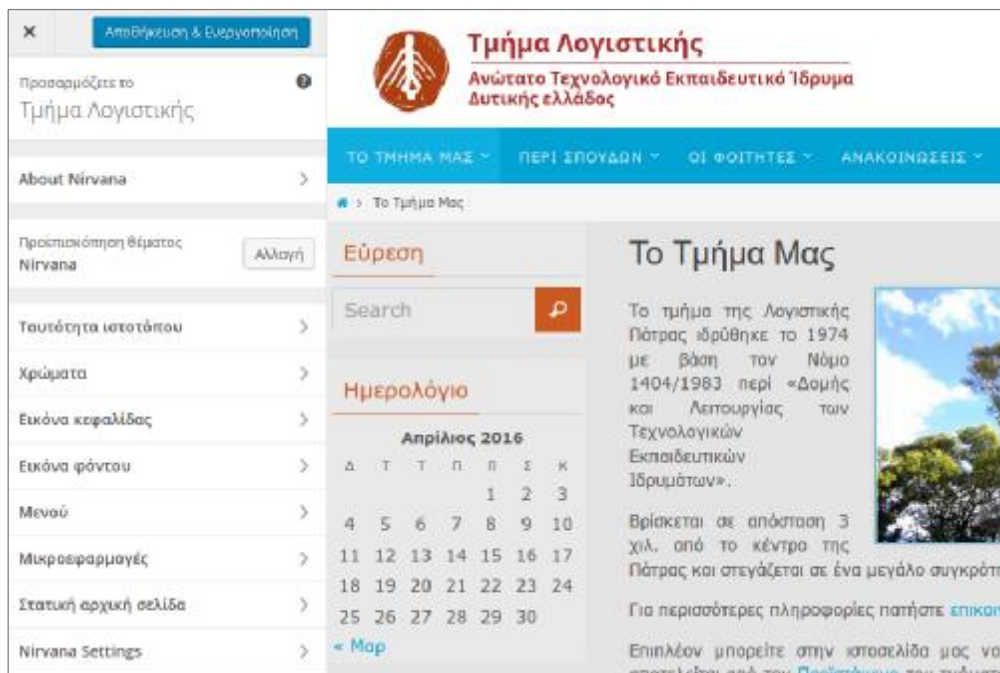 × Αποθήκευση & Ενεργοποίηση
Προσαρμόζετε το
Τμήμα Λογιστικής
About Nirvana
Προεπισκόπηση θέματος
Nirvana
Αλλαγή
Ταυτότητα ιστοτόπου
Χρώματα
Εικόνα κεφαλίδας
Εικόνα φόντου
Μενού
Μικροεφαρμογές
Στατική αρχική σελίδα
Nirvana Settings
Τμήμα Λογιστικής
Ανώτατο Τεχνολογικό Εκπαιδευτικό Ίδρυμα
Δυτικής ελλάδος
ΤΟ ΤΜΗΜΑ ΜΑΣ ΠΕΡΙ ΣΠΟΥΔΩΝ ΟΙ ΦΟΙΤΗΤΕΣ ΑΝΑΚΟΙΝΩΣΕΙΣ
> Το Τμήμα Μας
Εύρεση
Search
Ημερολόγιο
Απρίλιος 2016
Δ Τ Τ Π Π Σ Κ
1 2 3
4 5 6 7 8 9 10
11 12 13 14 15 16 17
18 19 20 21 22 23 24
25 26 27 28 29 30
« Μαρ
Το Τμήμα Μας
Το τμήμα της Λογιστικής
Πάτρας ιδρύθηκε το 1974
με βάση τον Νόμο
1404/1983 περί «Δομής
και Λειτουργίας των
Τεχνολογικών
Εκπαιδευτικών
Ιδρυμάτων».
Βρίσκεται σε απόσταση 3
χιλ. από το κέντρο της
Πάτρας και στεγάζεται σε ένα μεγάλο συγκρότη
Για περισσότερες πληροφορίες πατήστε επικοι
Επιπλέον μπορείτε στην ιστοσελίδα μας να
αποτελείται από τον Προϊστάμενο του